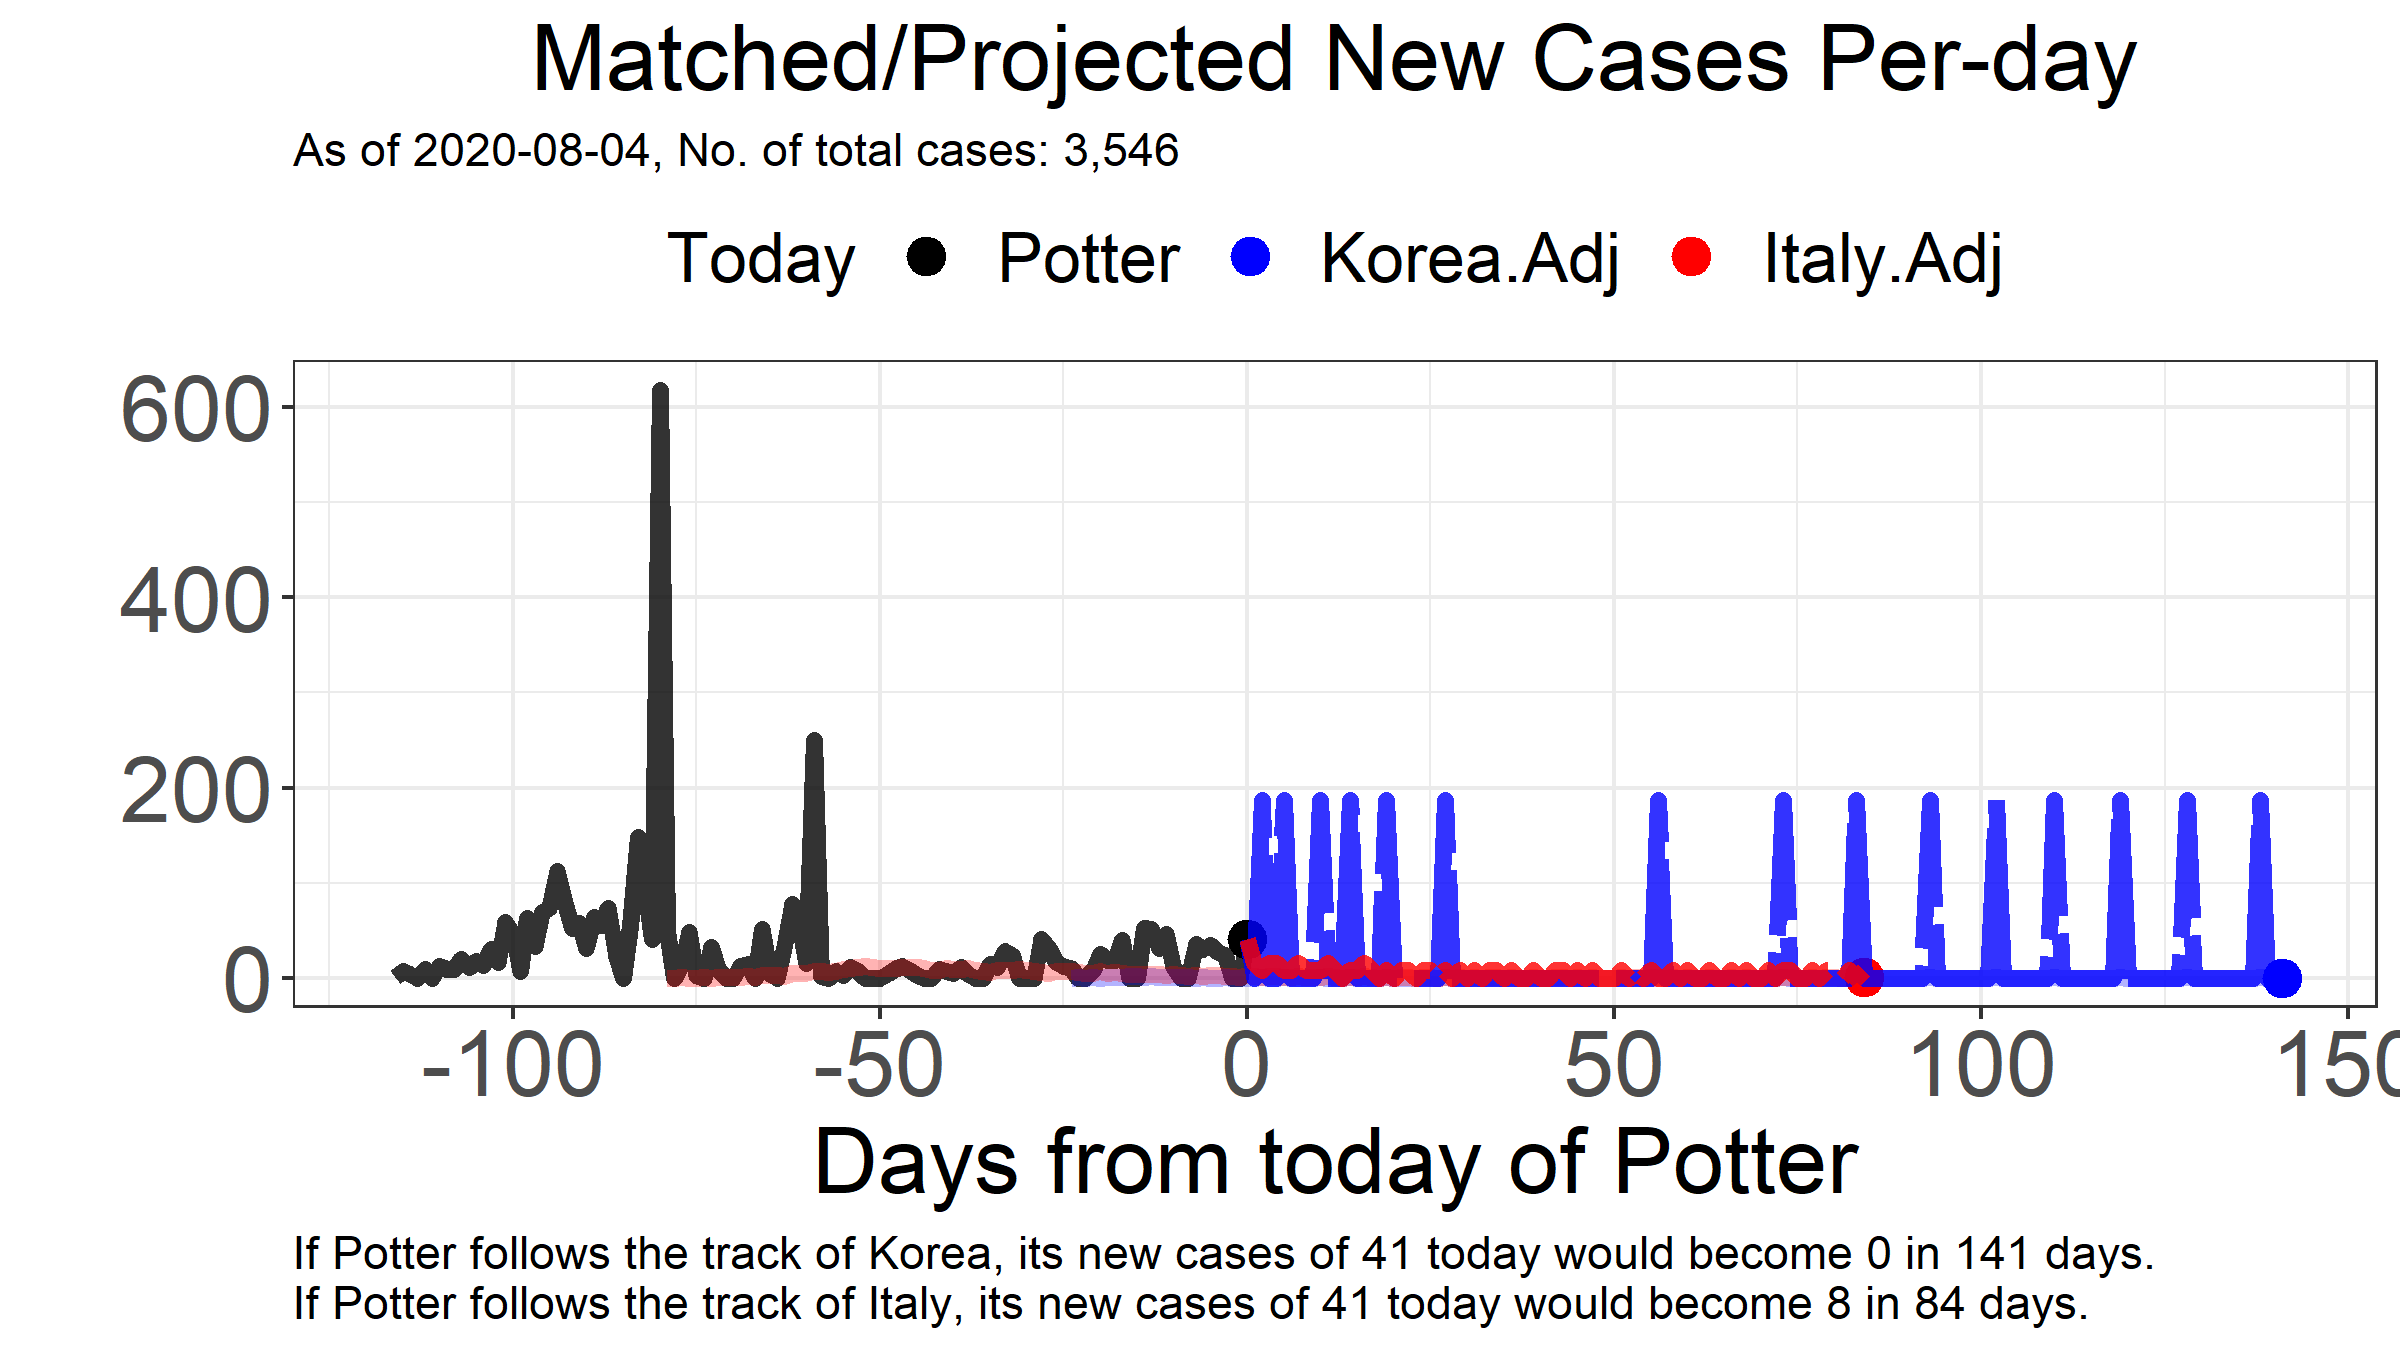 Matched/Projected New Cases Per-day
As of 2020-08-04, No. of total cases: 3,546
Today Potter Korea.Adj Italy.Adj
600
400
200
0
-100 -50 0 50 100 150
Days from today of Potter
If Potter follows the track of Korea, its new cases of 41 today would become 0 in 141 days.
If Potter follows the track of Italy, its new cases of 41 today would become 8 in 84 days.